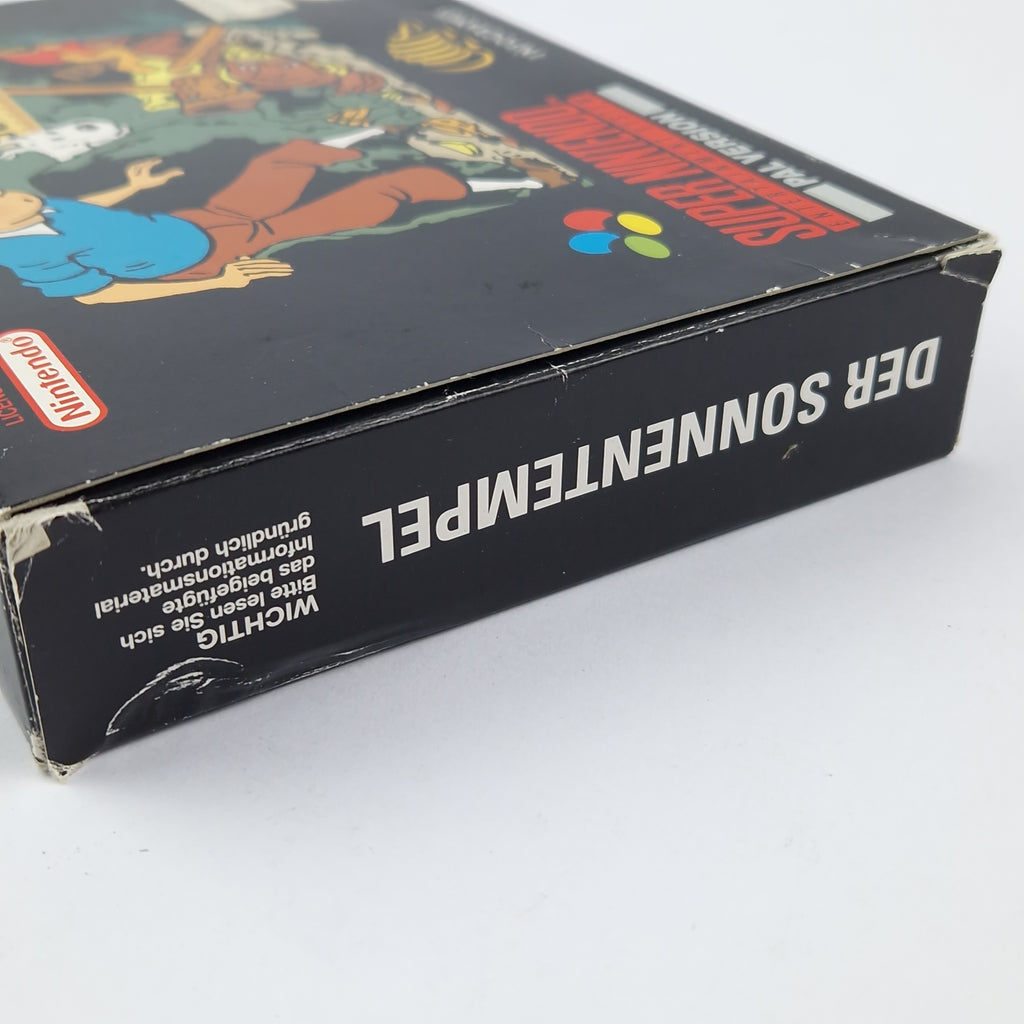 DER SONNENTEMPEL
WICHTIG
Bitte lesen Sie sich
das beigefügte
Informationsmaterial
gründlich durch.
SUPER NINTENDO
PAL VERSION
Nintendo®